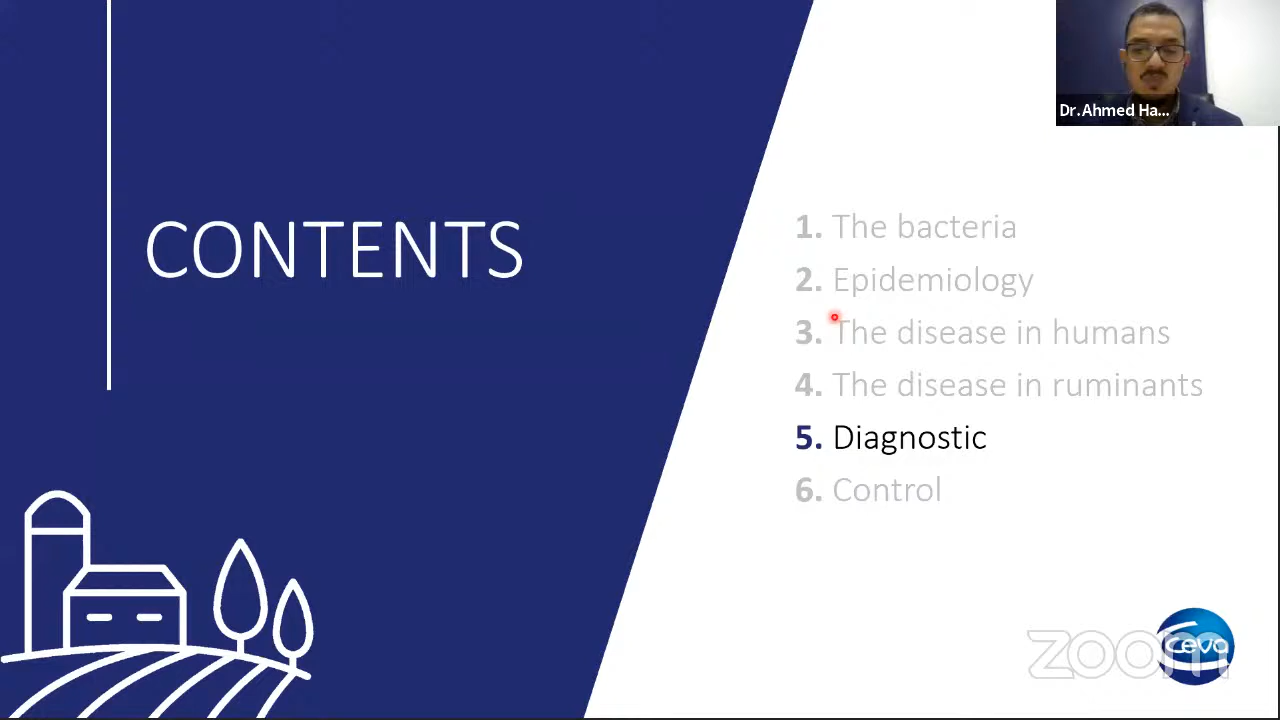 Dr.Ahmed Ha...
CONTENTS
1. The bacteria
2. Epidemiology
3. The disease in humans
4. The disease in ruminants
5. Diagnostic
6. Control
zoom
Ceva